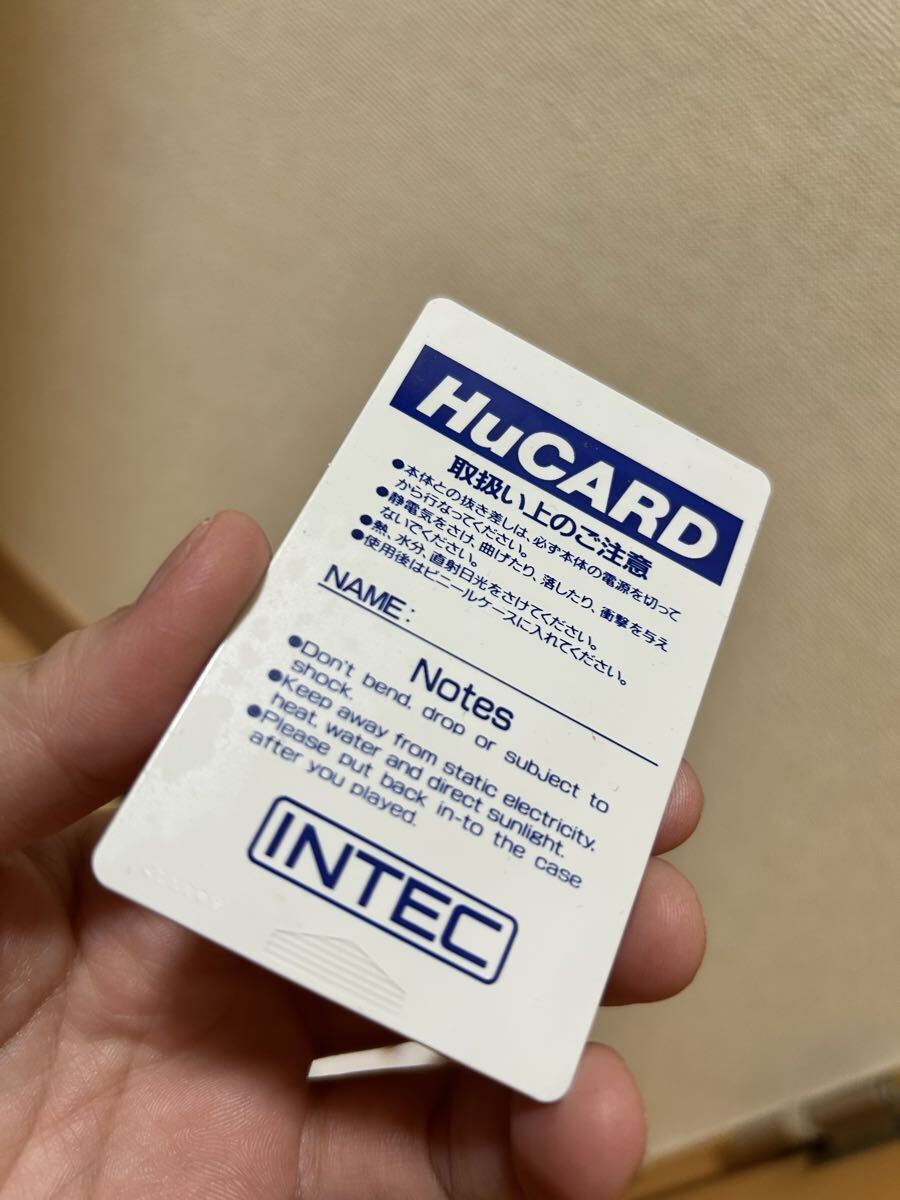 HuCARD
取扱い上のご注意
●本体との抜き差しは、必ず本体の電源を切って
から行なってください。
●静電気をさけ、曲げたり、落したり、衝撃を与え
ないでください。
●熱、水分、直射日光をさけてください。
●使用後はビニールケースに入れてください。
NAME:
Notes
●Don't bend, drop or subject to
shock.
●Keep away from static electricity,
heat, water and direct sunlight.
●Please put back in-to the case
after you played.
INTEC